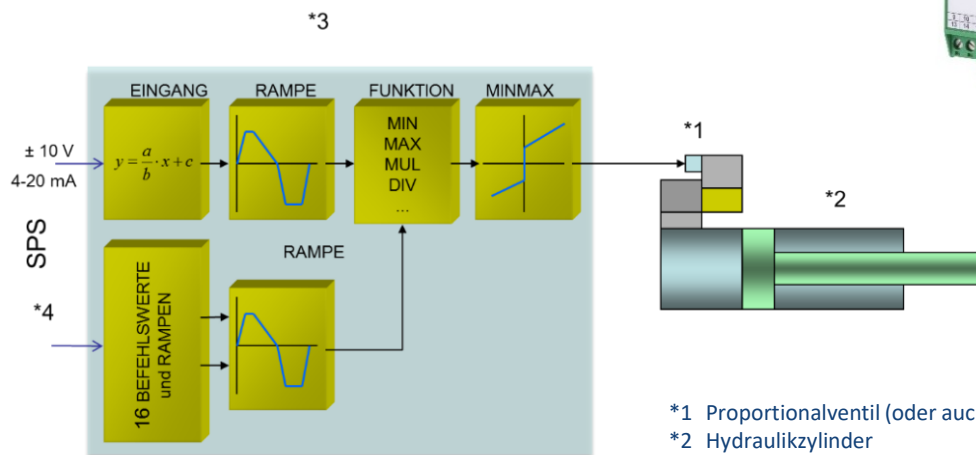 *3
EINGANG
RAMPE
FUNKTION
MINMAX
± 10 V
4-20 mA
y = a/b · x + c
MIN
MAX
MUL
DIV
...
*1
*2
SPS
*4
16 BEFEHLSWERTE
und RAMPEN
RAMPE
*1 Proportionalventil (oder
*2 Hydraulikzylinder